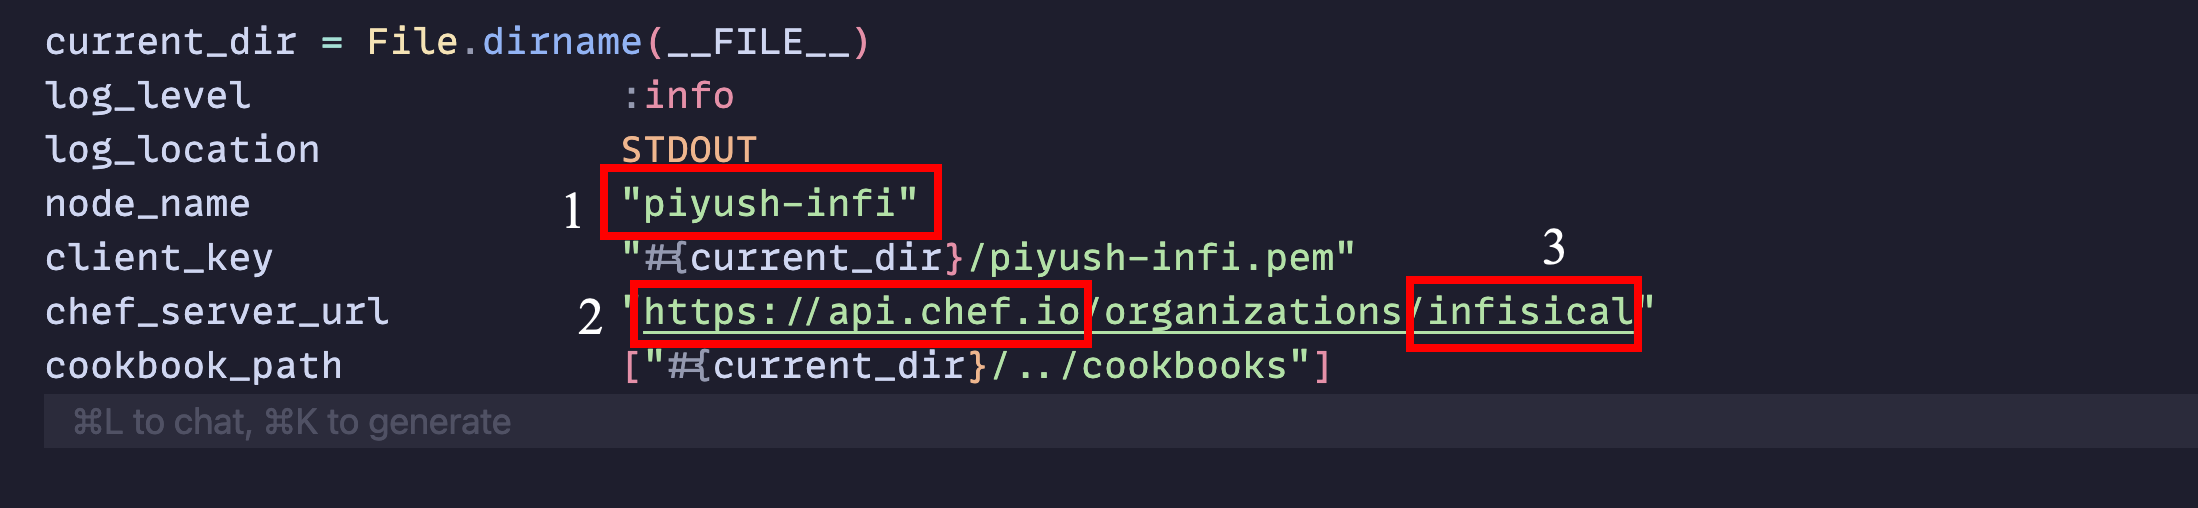 current_dir = File.dirname(__FILE__)
log_level :info
log_location STDOUT
node_name 1 "piyush-infi"
client_key "#{current_dir}/piyush-infi.pem" 3
chef_server_url 2 "https://api.chef.io/organizations/infisical"
cookbook_path ["#{current_dir}/../cookbooks"]
⌘L to chat, ⌘K to generate